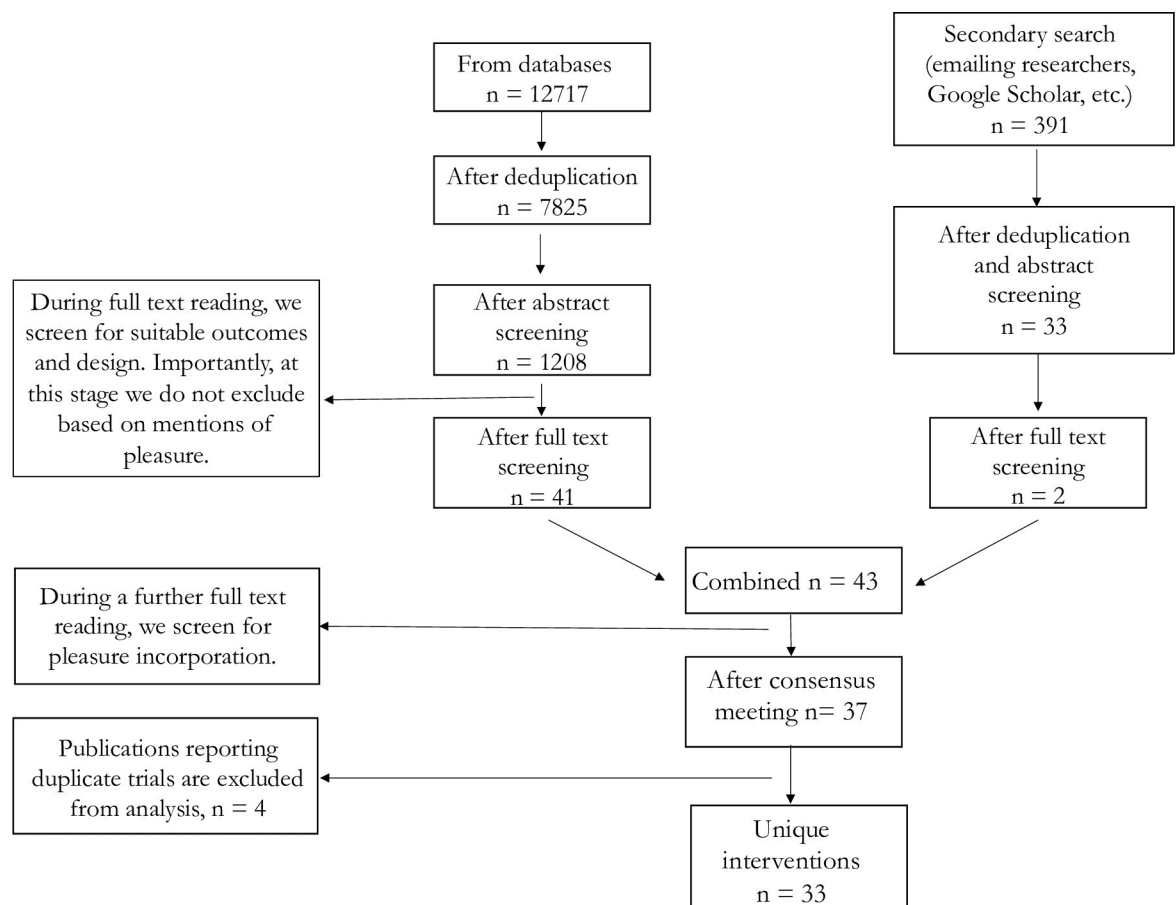 From databases
n = 12717
Secondary search
(emailing researchers,
Google Scholar, etc.)
n = 391
After deduplication
n = 7825
After deduplication
and abstract
screening
n = 33
During full text reading, we
screen for suitable outcomes
and design. Importantly, at
this stage we do not exclude
based on mentions of
pleasure.
After abstract
screening
n = 1208
After full text
screening
n = 41
After full text
screening
n = 2
Combined n = 43
During a further full text
reading, we screen for
pleasure incorporation.
After consensus
meeting n= 37
Publications reporting
duplicate trials are excluded
from analysis, n = 4
Unique
interventions
n = 33